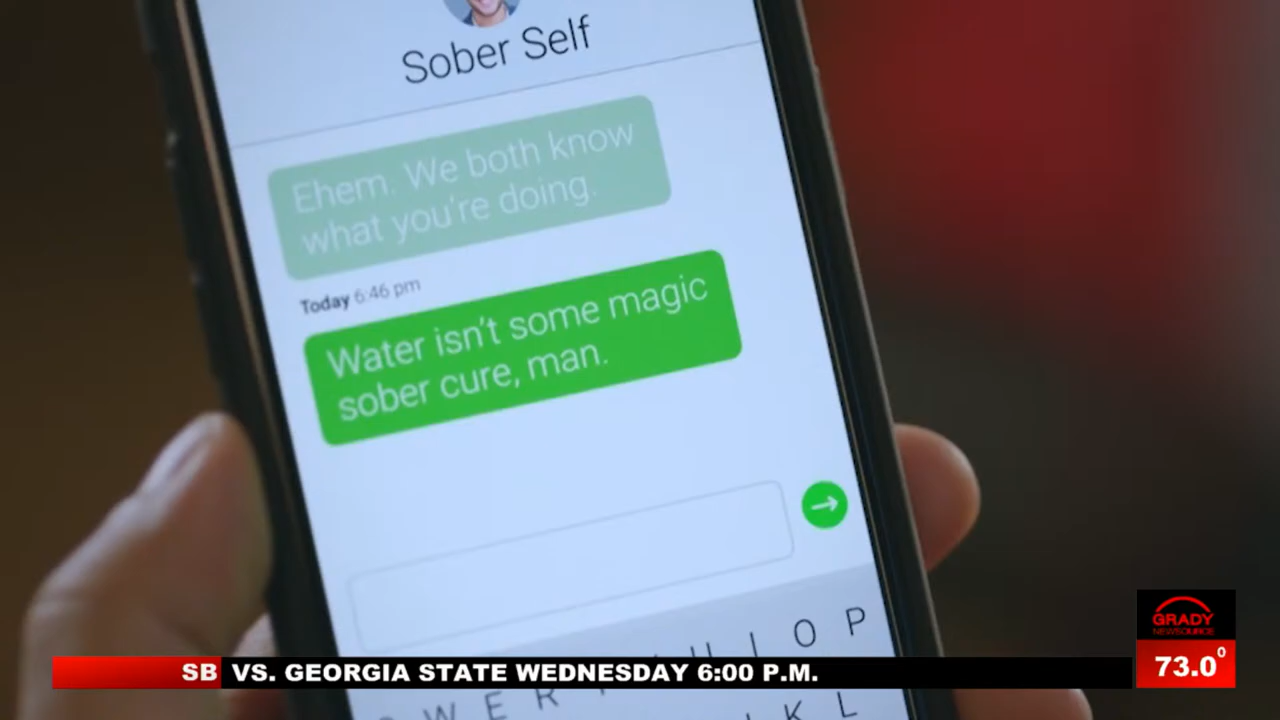 Sober Self
Ehem. We both know
what you're doing.
Today 6:46 pm
Water isn't some magic
sober cure, man.
U I O P
W E R
K L
SB VS. GEORGIA STATE WEDNESDAY 6:00 P.M.
GRADY
NEWSOURCE
73.0°